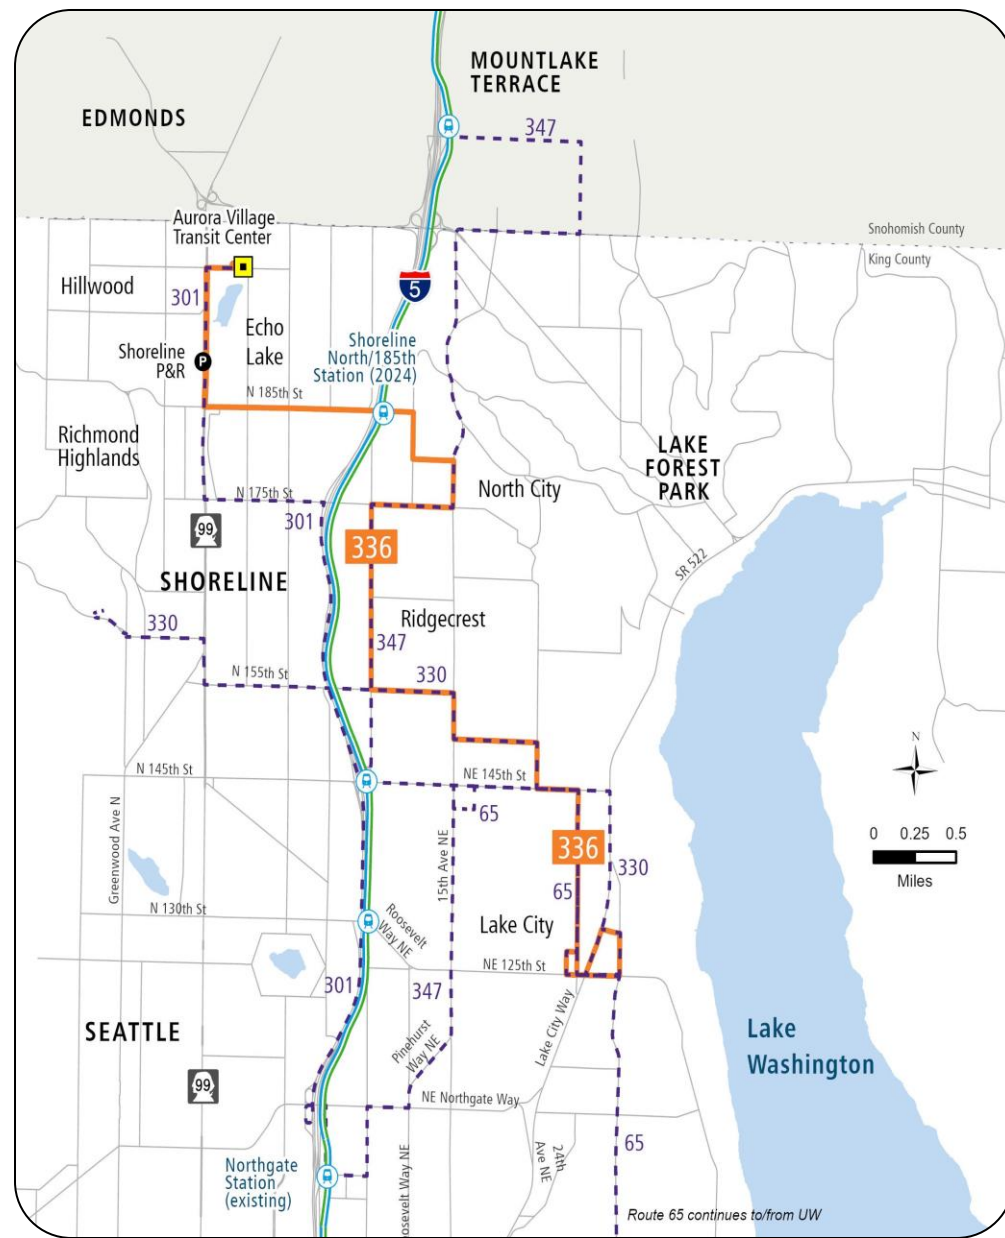 MOUNTLAKE
TERRACE
EDMONDS
347
Aurora Village
Transit Center
Snohomish County
King County
Hillwood
301
5
Echo
Lake
Shoreline
P&R
P
Shoreline
North/185th
Station (2024)
N 185th St
Richmond
Highlands
LAKE
FOREST
PARK
North City
N 175th St
301
99
336
SR 522
SHORELINE
330
Ridgecrest
347
330
N 155th St
N
N 145th St
NE 145th St
65
Greenwood Ave N
15th Ave NE
336
330
0 0.25 0.5
Miles
65
N 130th St
Roosevelt
Way NE
Lake City
NE 125th St
301
347
Lake City Way
SEATTLE
Pinehurst
Way NE
Lake
Washington
99
NE Northgate Way
65
Northgate
Station
(existing)
oosevelt Way NE
24th
Ave NE
Route 65 continues to/from UW